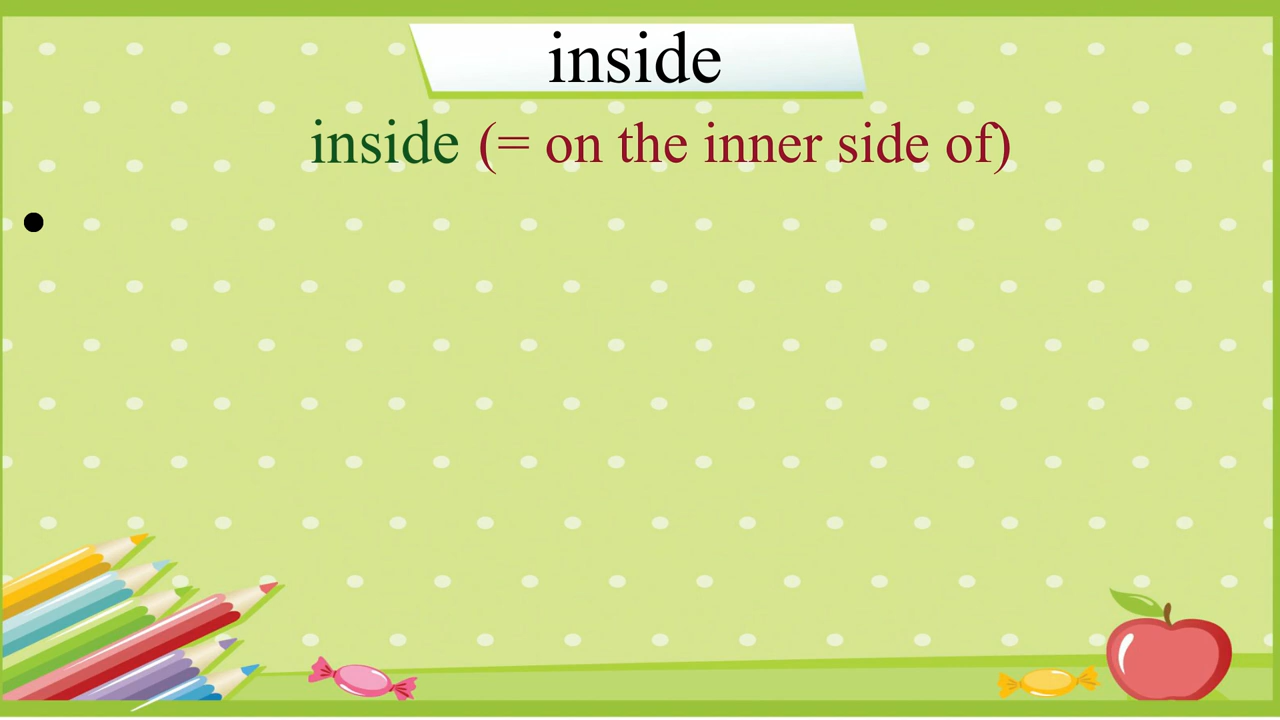 inside
inside (= on the inner side of)
•